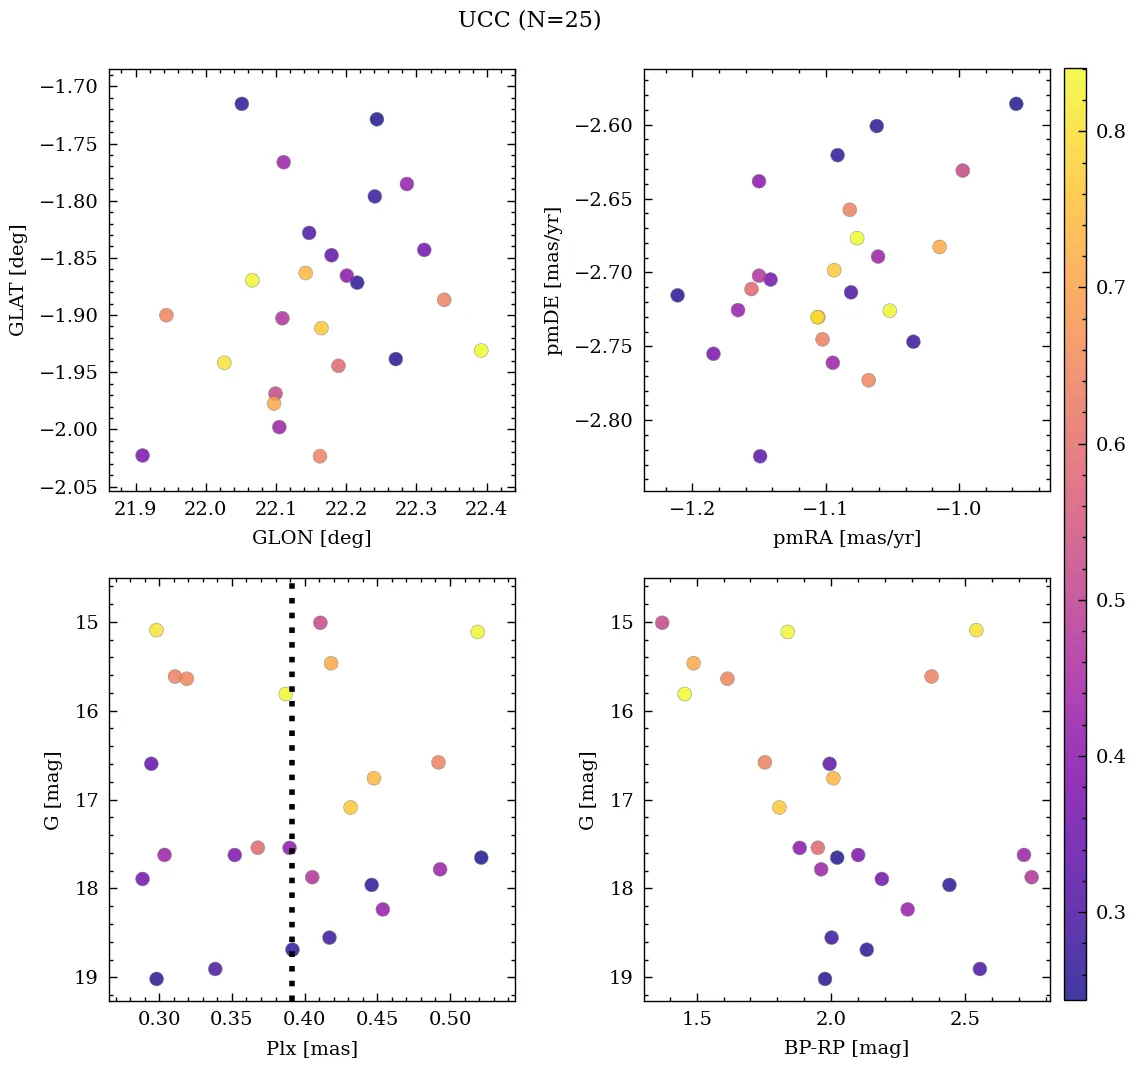 UCC (N=25)
−1.70
−1.75
−1.80
−1.85
−1.90
−1.95
−2.00
−2.05
GLAT [deg]
21.9 22.0 22.1 22.2 22.3 22.4
GLON [deg]
−2.60
−2.65
−2.70
−2.75
−2.80
pmDE [mas/yr]
−1.2 −1.1 −1.0
pmRA [mas/yr]
15
16
17
18
19
G [mag]
0.30 0.35 0.40 0.45 0.50
Plx [mas]
15
16
17
18
19
G [mag]
1.5 2.0 2.5
BP-RP [mag]
0.8
0.7
0.6
0.5
0.4
0.3